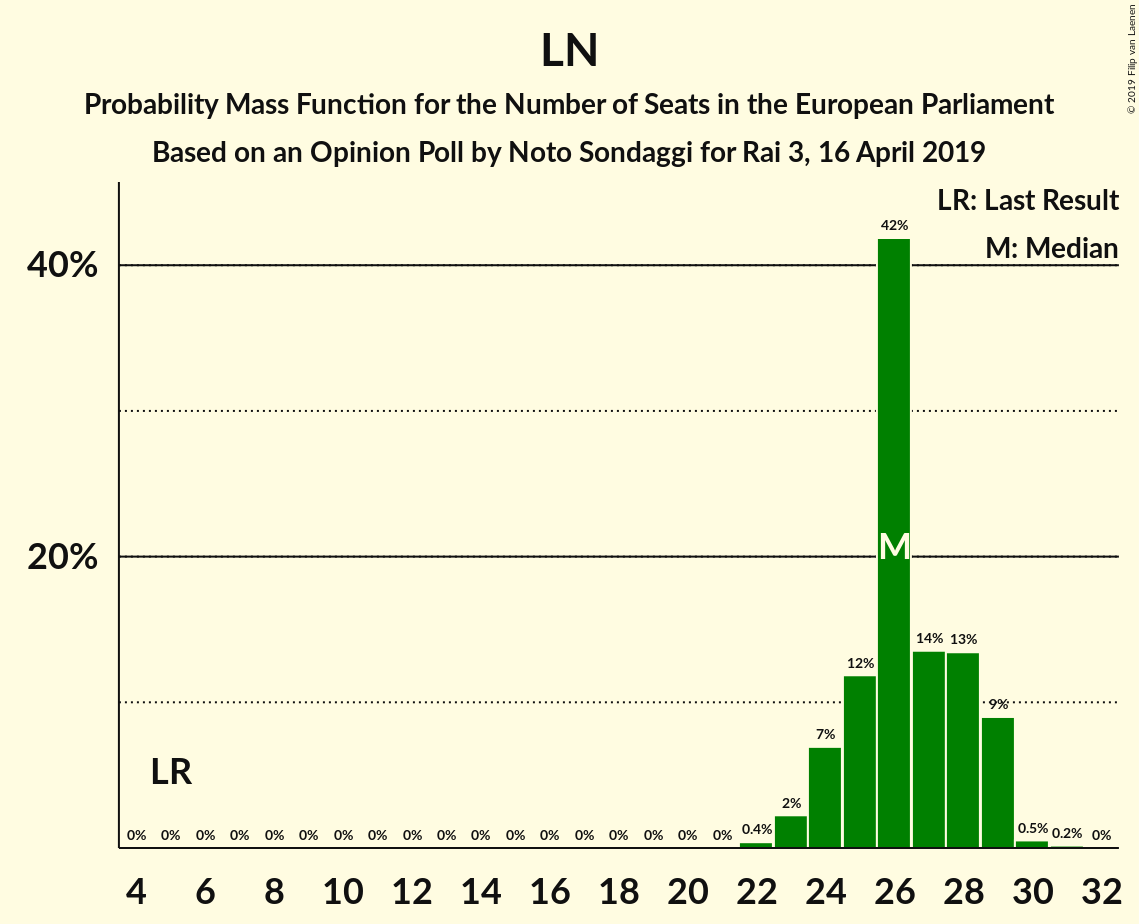 LN
Probability Mass Function for the Number of Seats in the European Parliament
Based on an Opinion Poll by Noto Sondaggi for Rai 3, 16 April 2019
© 2019 Filip van Laenen
LR: Last Result
M: Median
40%
20%
42%
M
14%
13%
12%
9%
7%
LR
2%
0% 0% 0% 0% 0% 0% 0% 0% 0% 0% 0% 0% 0% 0% 0% 0% 0% 0% 0.4% 0.5% 0.2% 0%
4 6 8 10 12 14 16 18 20 22 24 26 28 30 32